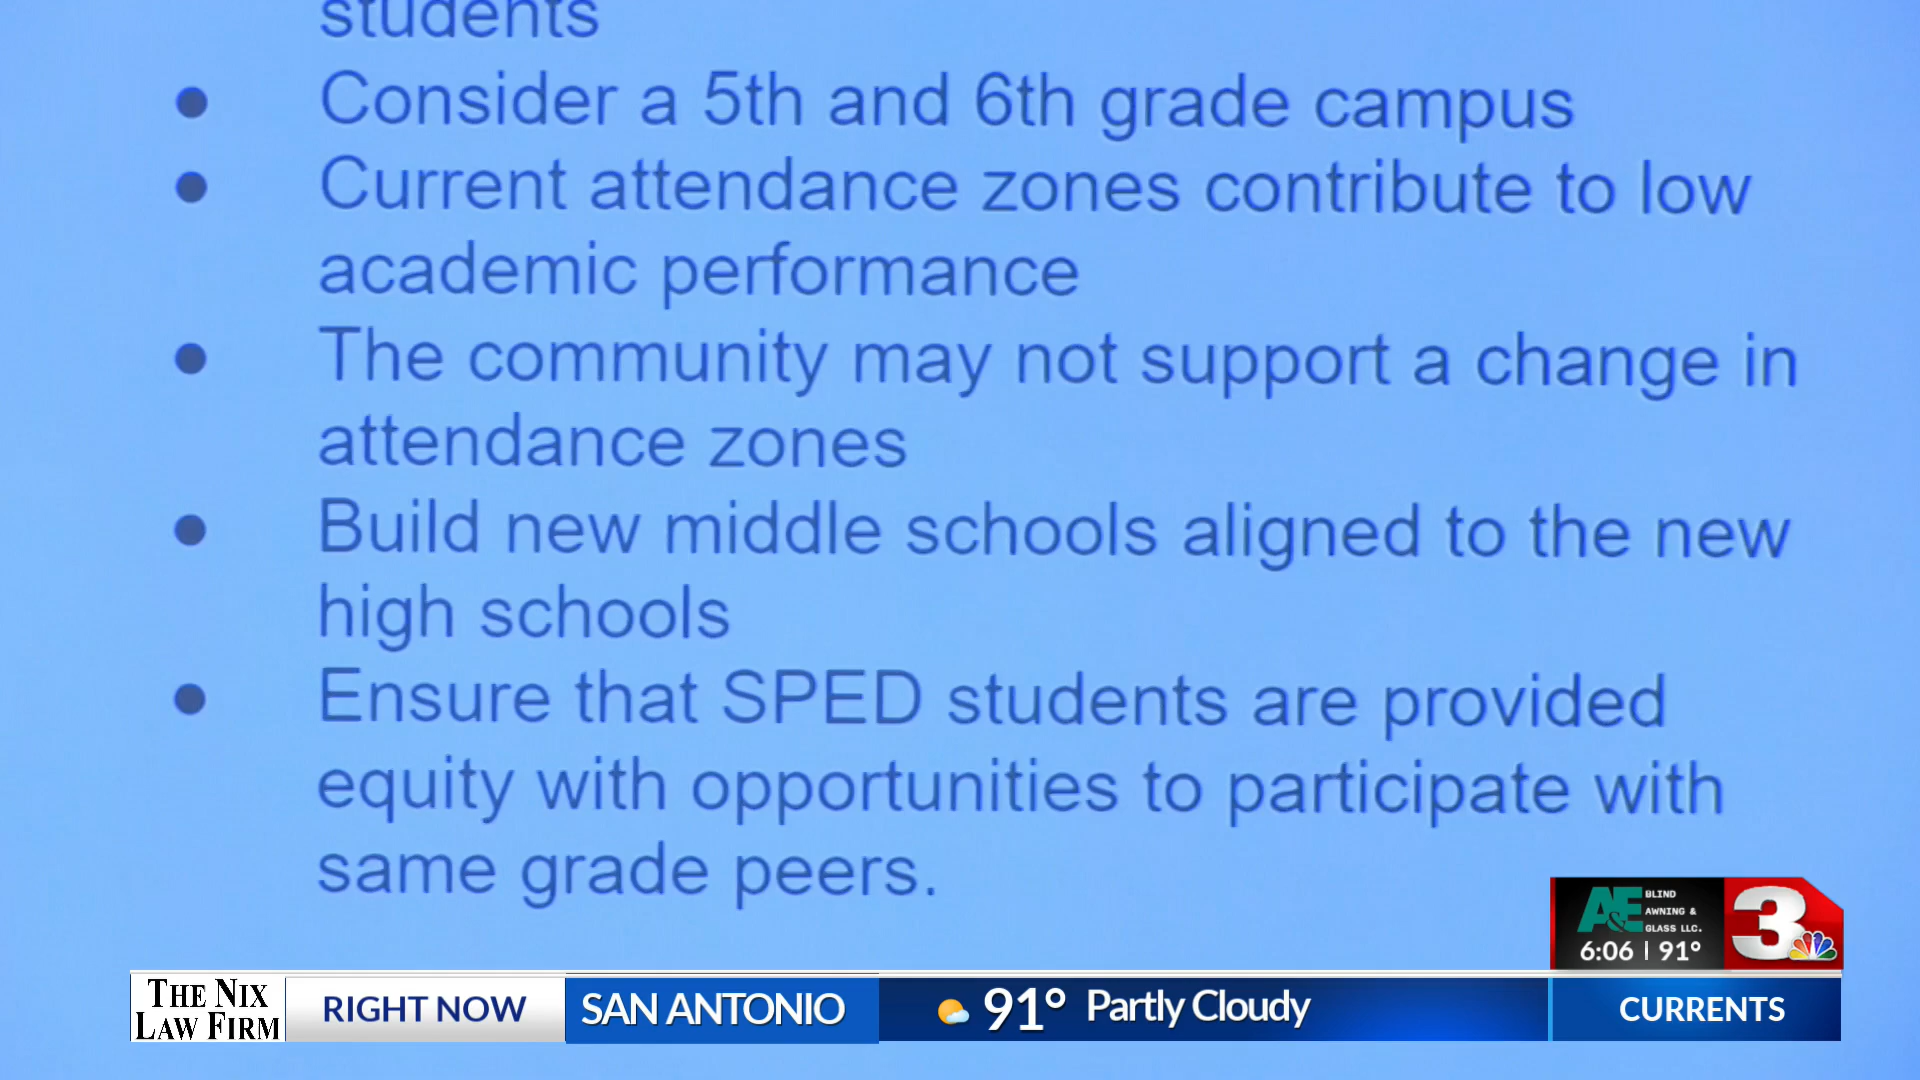 students
• Consider a 5th and 6th grade campus
• Current attendance zones contribute to low
academic performance
• The community may not support a change in
attendance zones
• Build new middle schools aligned to the new
high schools
• Ensure that SPED students are provided
equity with opportunities to participate with
same grade peers.
A&E BLIND
AWNING &
GLASS LLC.
6:06 | 91°
3
THE NIX
LAW FIRM
RIGHT NOW
SAN ANTONIO
91° Partly Cloudy
CURRENTS